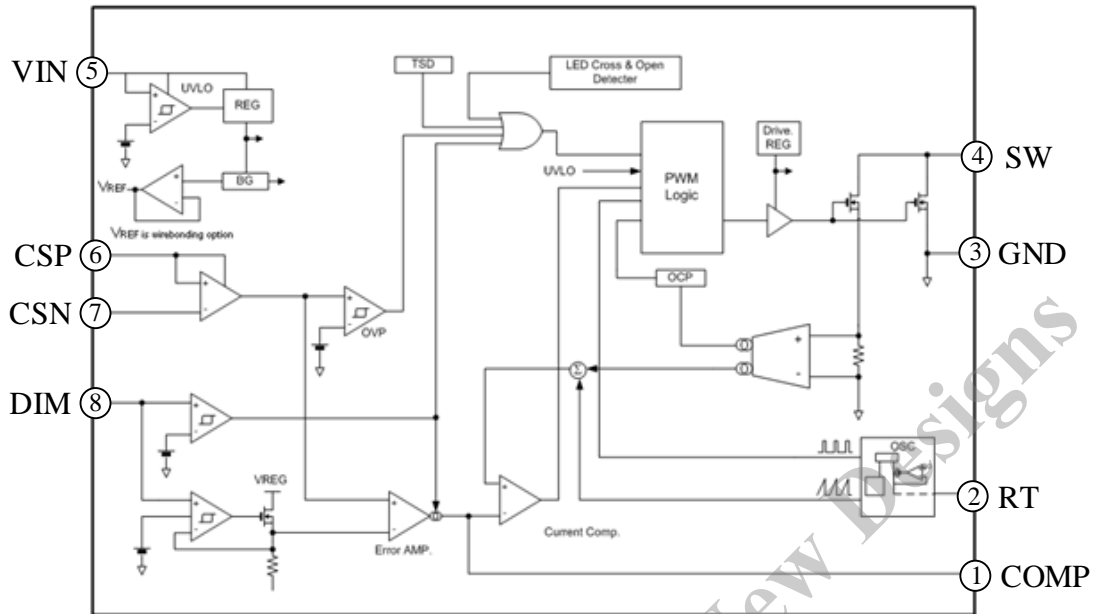 VIN 5
UVLO
REG
BG
VREF
VREF is wirebonding option
TSD
LED Cross & Open
Detecter
UVLO
PWM
Logic
Drive.
REG
4 SW
3 GND
CSP 6
CSN 7
+
-
OVP
OCP
Σ
DIM 8
VREG
Error AMP.
Current Comp.
OSC
2 RT
1 COMP
New Designs